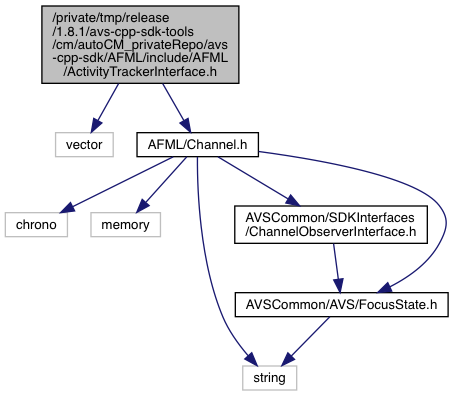 /private/tmp/release
/1.8.1/avs-cpp-sdk-tools
/cm/autoCM_privateRepo/avs
-cpp-sdk/AFML/include/AFML
/ActivityTrackerInterface.h
vector
AFML/Channel.h
chrono
memory
AVSCommon/SDKInterfaces
/ChannelObserverInterface.h
AVSCommon/AVS/FocusState.h
string